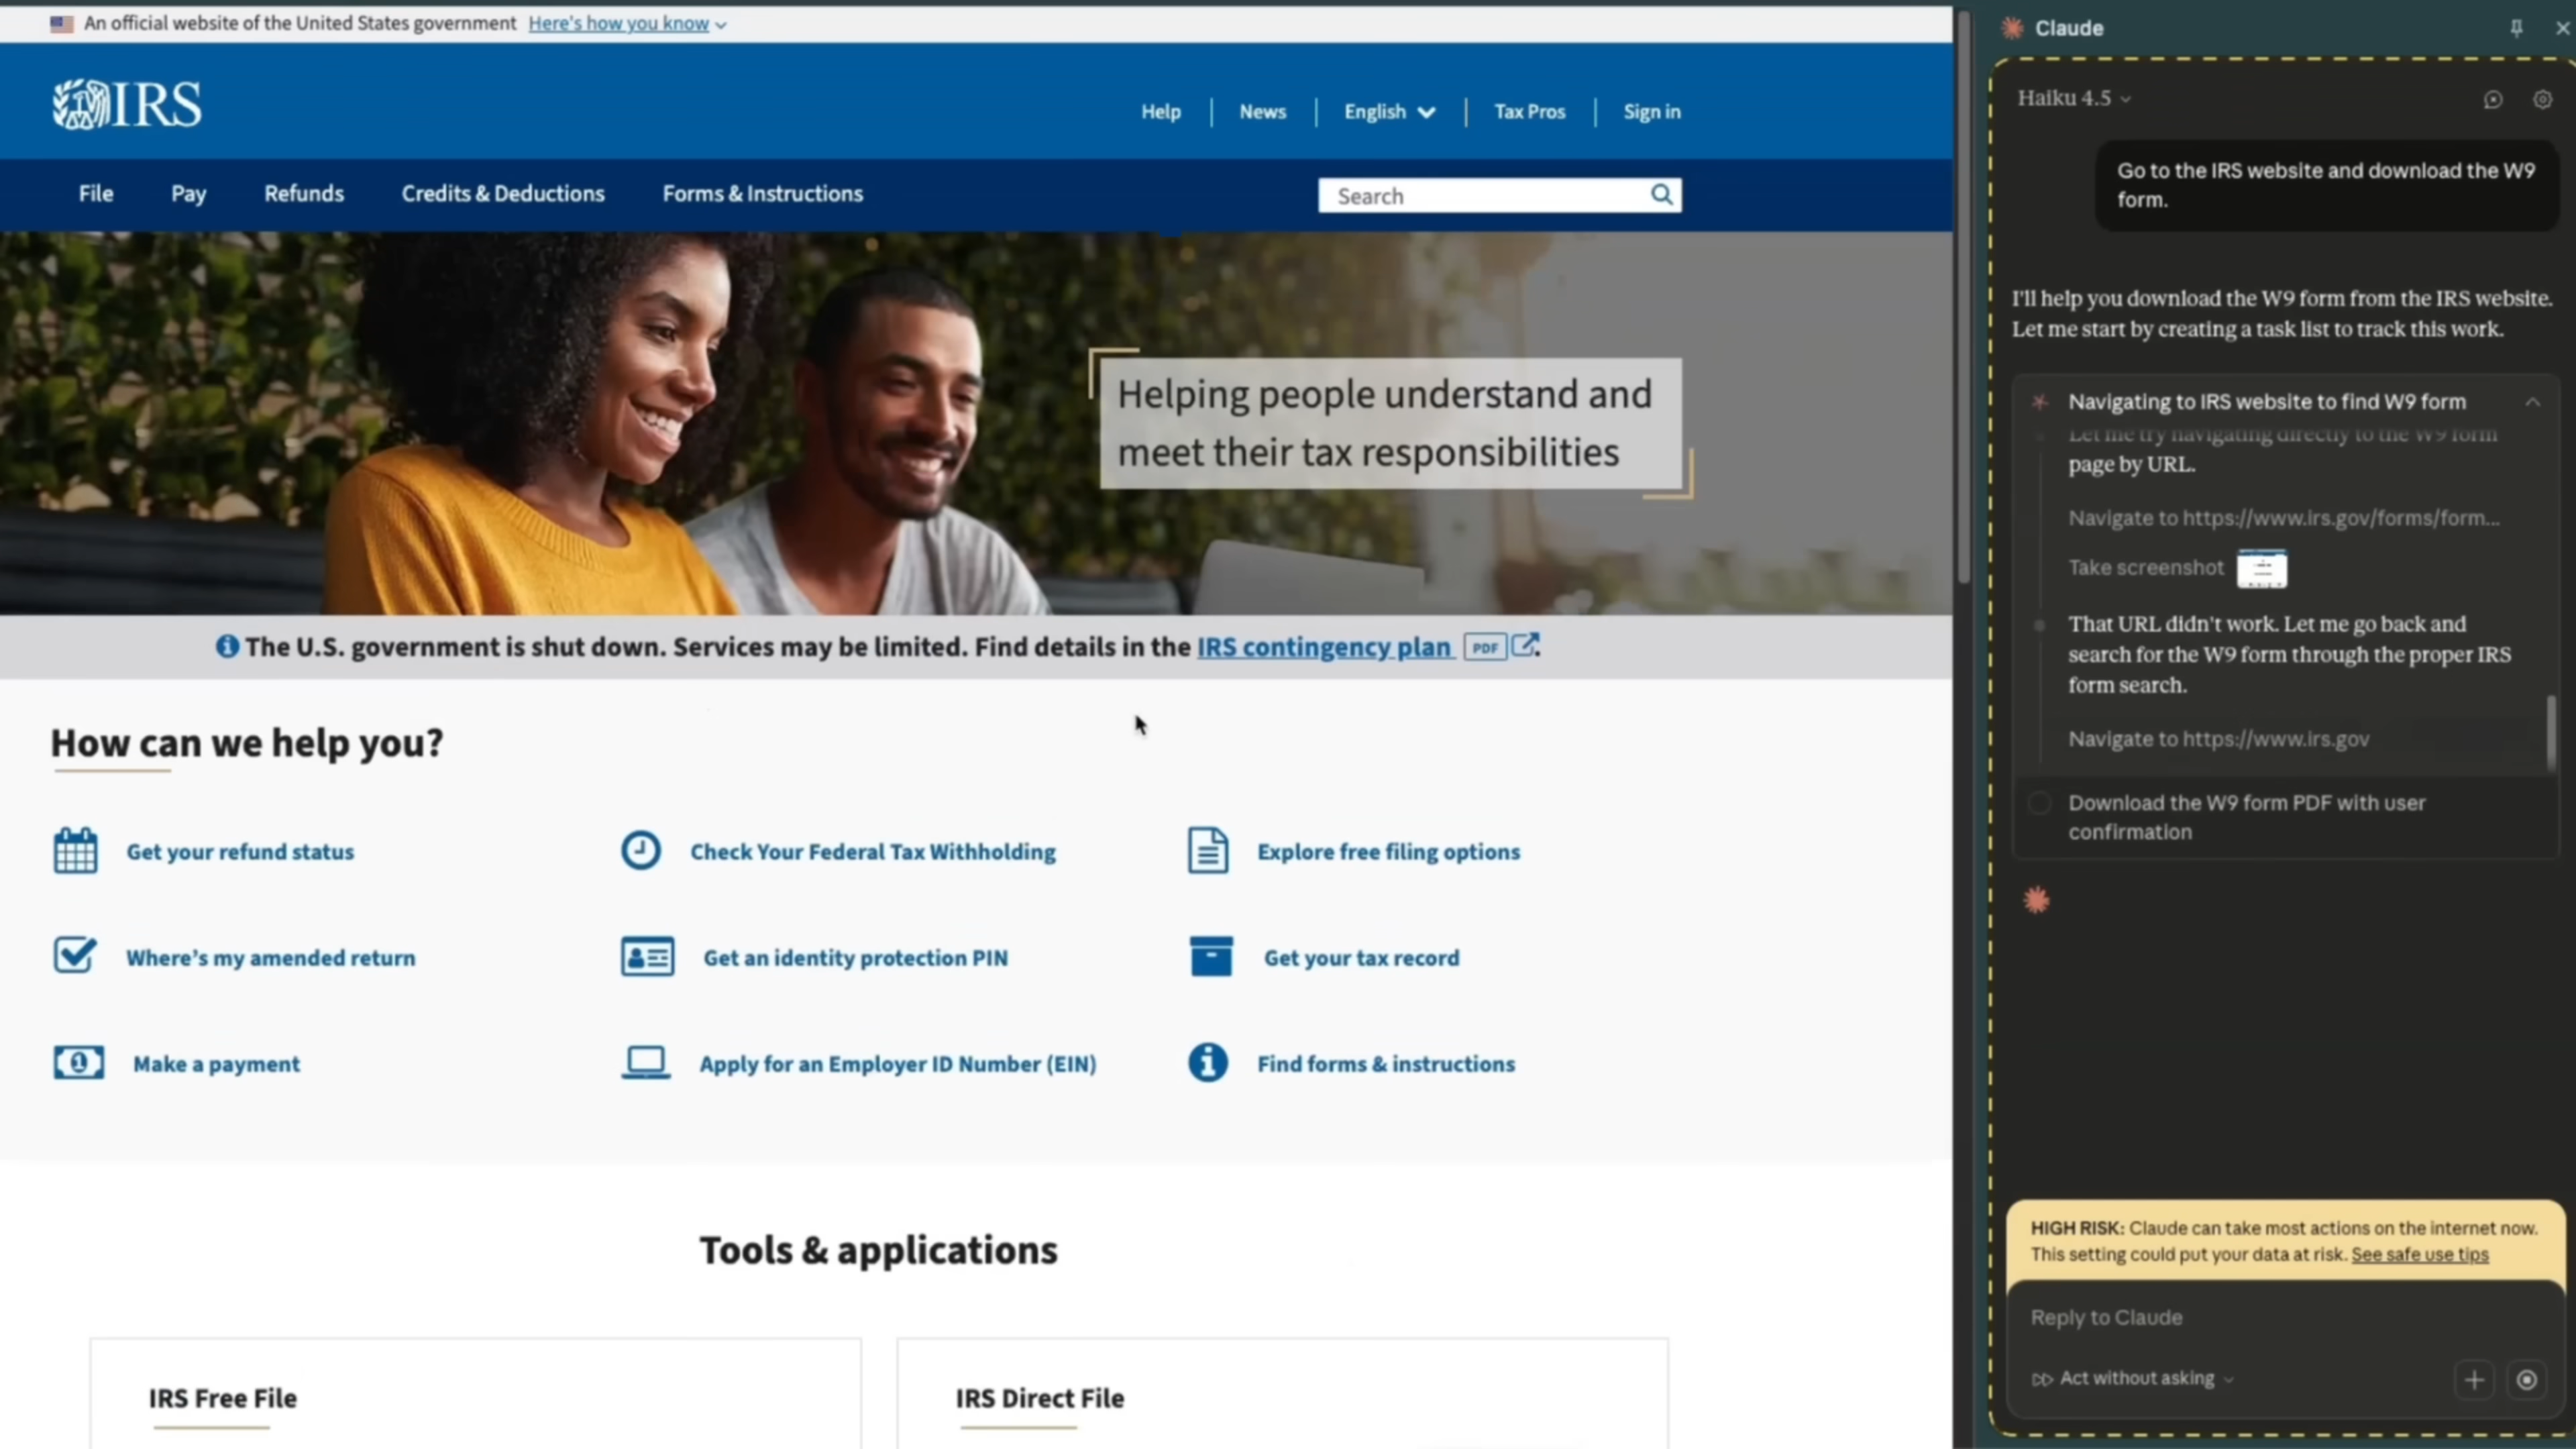 An official website of the United States government Here's how you know
IRS
Help
News
English
Tax Pros
Sign in
File
Pay
Refunds
Credits & Deductions
Forms & Instructions
Search
Helping people understand and
meet their tax responsibilities
The U.S. government is shut down. Services may be limited. Find details in the IRS contingency plan PDF.
How can we help you?
Get your refund status
Check Your Federal Tax Withholding
Explore free filing options
Where's my amended return
Get an identity protection PIN
Get your tax record
Make a payment
Apply for an Employer ID Number (EIN)
Find forms & instructions
Tools & applications
IRS Free File
IRS Direct File
Claude
Haiku 4.5
Go to the IRS website and download the W9
form.
I'll help you download the W9 form from the IRS website.
Let me start by creating a task list to track this work.
Navigating to IRS website to find W9 form
Let me try navigating directly to the W9 form
page by URL.
Navigate to https://www.irs.gov/forms/form...
Take screenshot
That URL didn't work. Let me go back and
search for the W9 form through the proper IRS
form search.
Navigate to https://www.irs.gov
Download the W9 form PDF with user
confirmation
HIGH RISK: Claude can take most actions on the internet now.
This setting could put your data at risk. See safe use tips
Reply to Claude
Act without asking